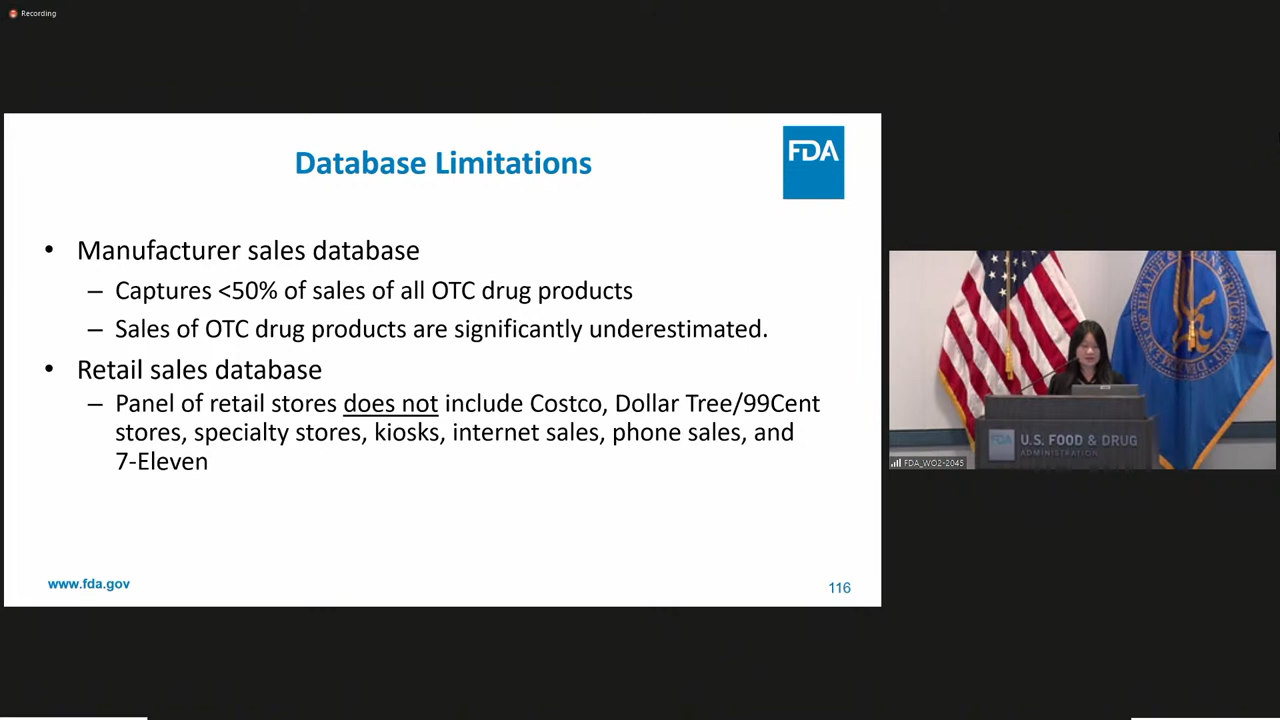 Recording
Database Limitations
FDA
• Manufacturer sales database
– Captures <50% of sales of all OTC drug products
– Sales of OTC drug products are significantly underestimated.
• Retail sales database
– Panel of retail stores does not include Costco, Dollar Tree/99Cent
stores, specialty stores, kiosks, internet sales, phone sales, and
7-Eleven
www.fda.gov
116
FDA
U.S. FOOD & DRUG
ADMINISTRATION
FDA_WO2-2045